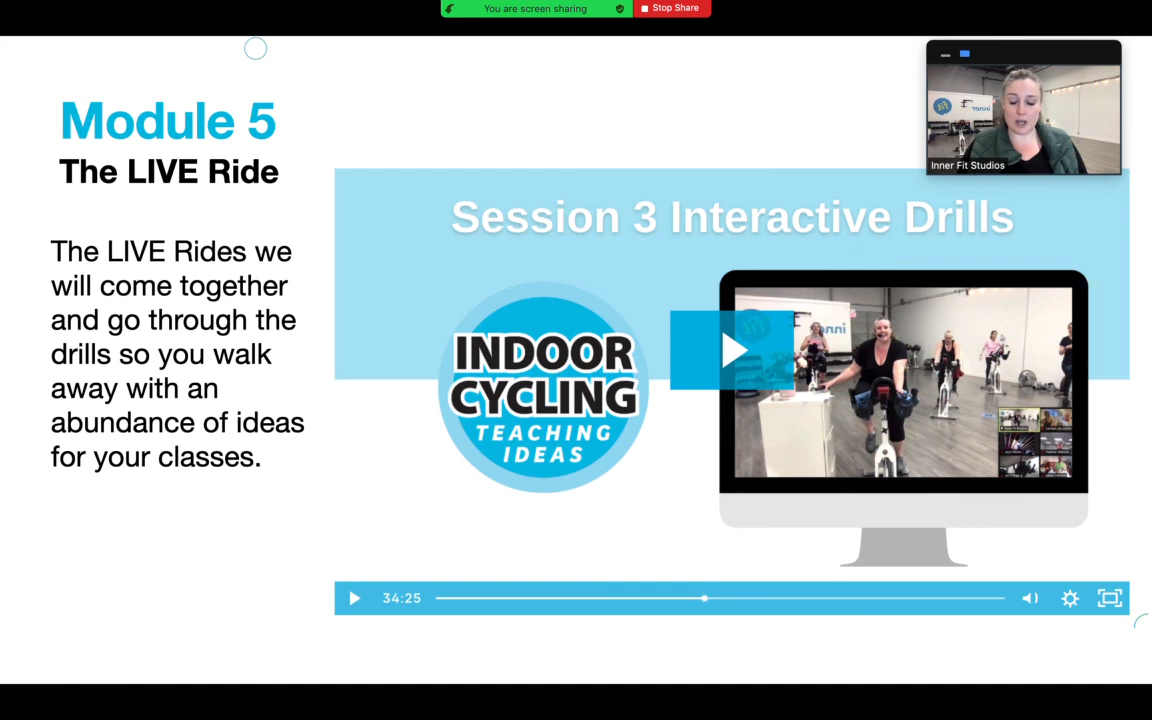 You are screen sharing
Stop Share
Module 5
The LIVE Ride
The LIVE Rides we
will come together
and go through the
drills so you walk
away with an
abundance of ideas
for your classes.
Inner Fit Studios
Session 3 Interactive Drills
INDOOR
CYCLING
TEACHING
IDEAS
34:25